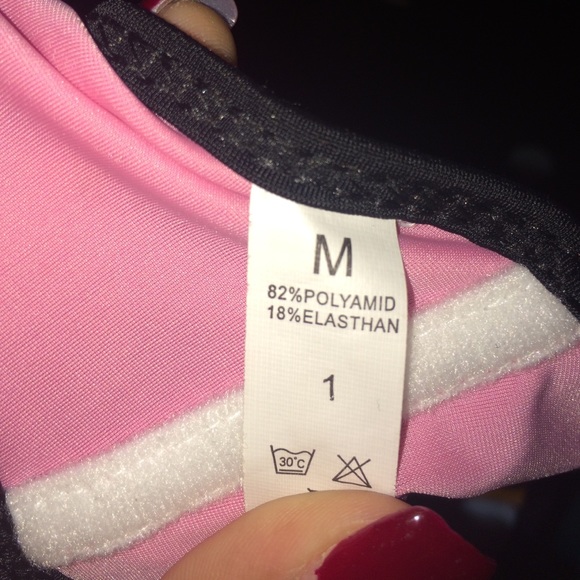 M
82%POLYAMID
18%ELASTHAN
1
30°C